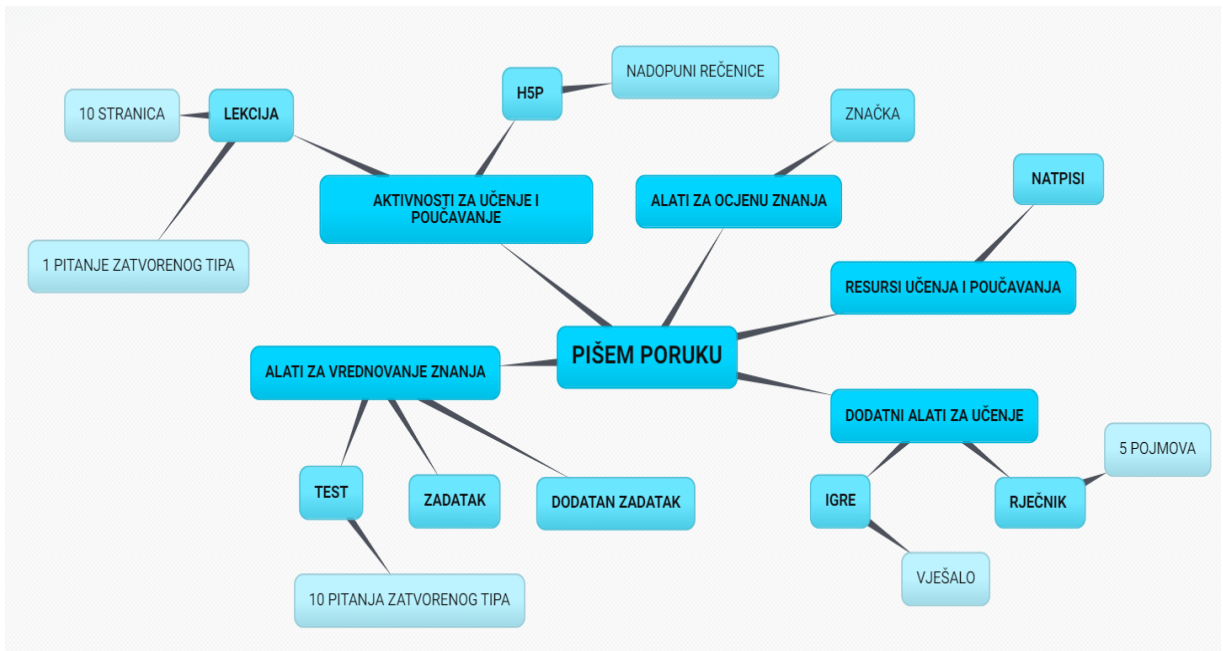 H5P
NADOPUNI REČENICE
10 STRANICA
LEKCIJA
ZNAČKA
NATPISI
AKTIVNOSTI ZA UČENJE I
POUČAVANJE
ALATI ZA OCJENU ZNANJA
1 PITANJE ZATVORENOG TIPA
RESURSI UČENJA I POUČAVANJA
PIŠEM PORUKU
ALATI ZA VREDNOVANJE ZNANJA
DODATNI ALATI ZA UČENJE
5 POJMOVA
TEST
ZADATAK
DODATAN ZADATAK
IGRE
RJEČNIK
VJEŠALO
10 PITANJA ZATVORENOG TIPA